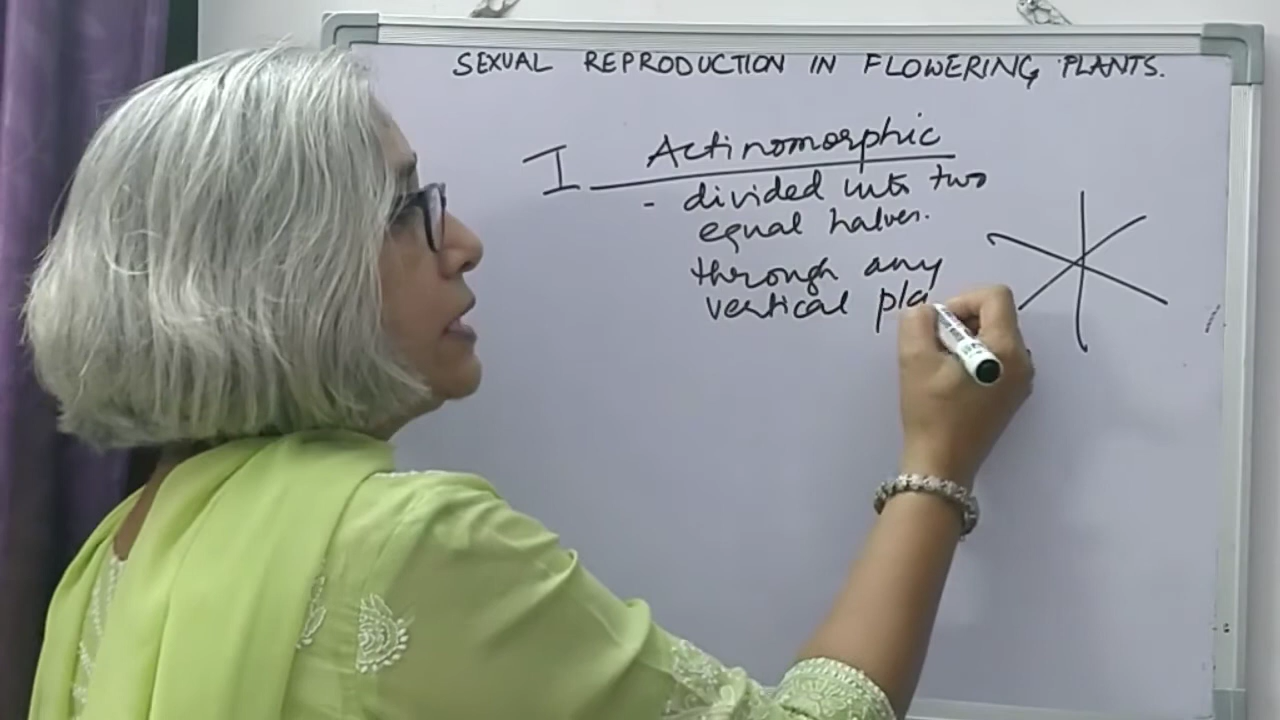 SEXUAL REPRODUCTION IN FLOWERING PLANTS.
I Actinomorphic
- divided into two
equal halves.
through any
vertical pla